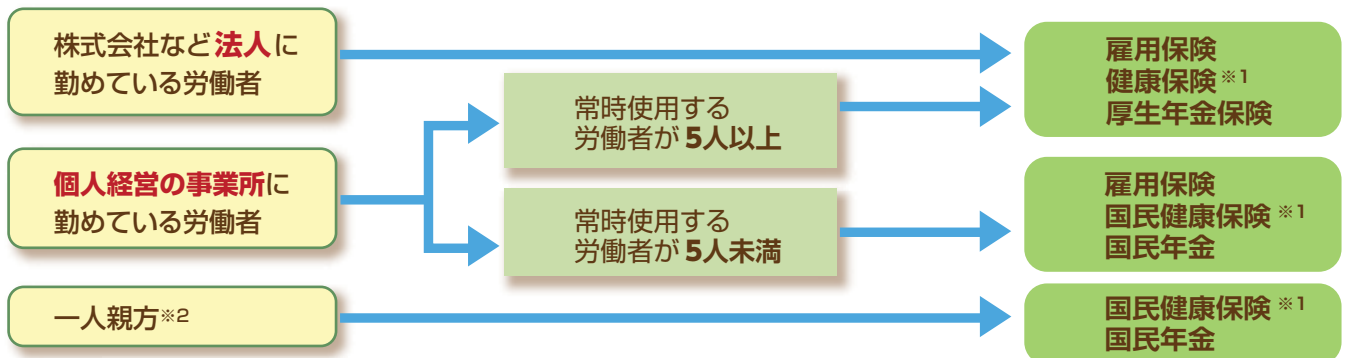 株式会社など法人に
勤めている労働者
個人経営の事業所に
勤めている労働者
一人親方※2
常時使用する
労働者が5人以上
常時使用する
労働者が5人未満
雇用保険
健康保険※1
厚生年金保険
雇用保険
国民健康保険※1
国民年金
国民健康保険※1
国民年金